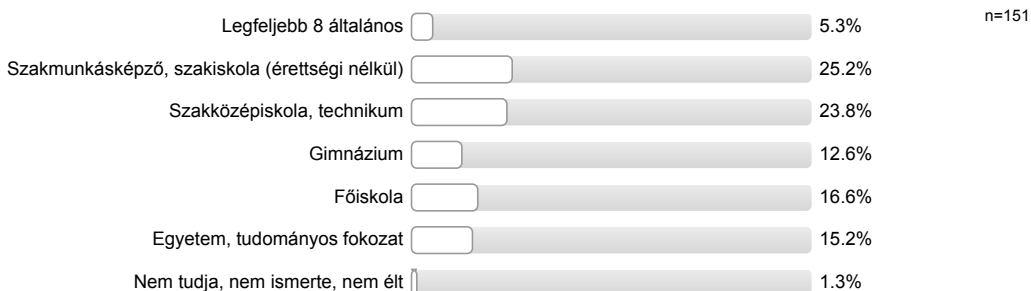 Legfeljebb 8 általános 5.3% n=151
Szakmunkásképző, szakiskola (érettségi nélkül) 25.2%
Szakközépiskola, technikum 23.8%
Gimnázium 12.6%
Főiskola 16.6%
Egyetem, tudományos fokozat 15.2%
Nem tudja, nem ismerte, nem élt 1.3%